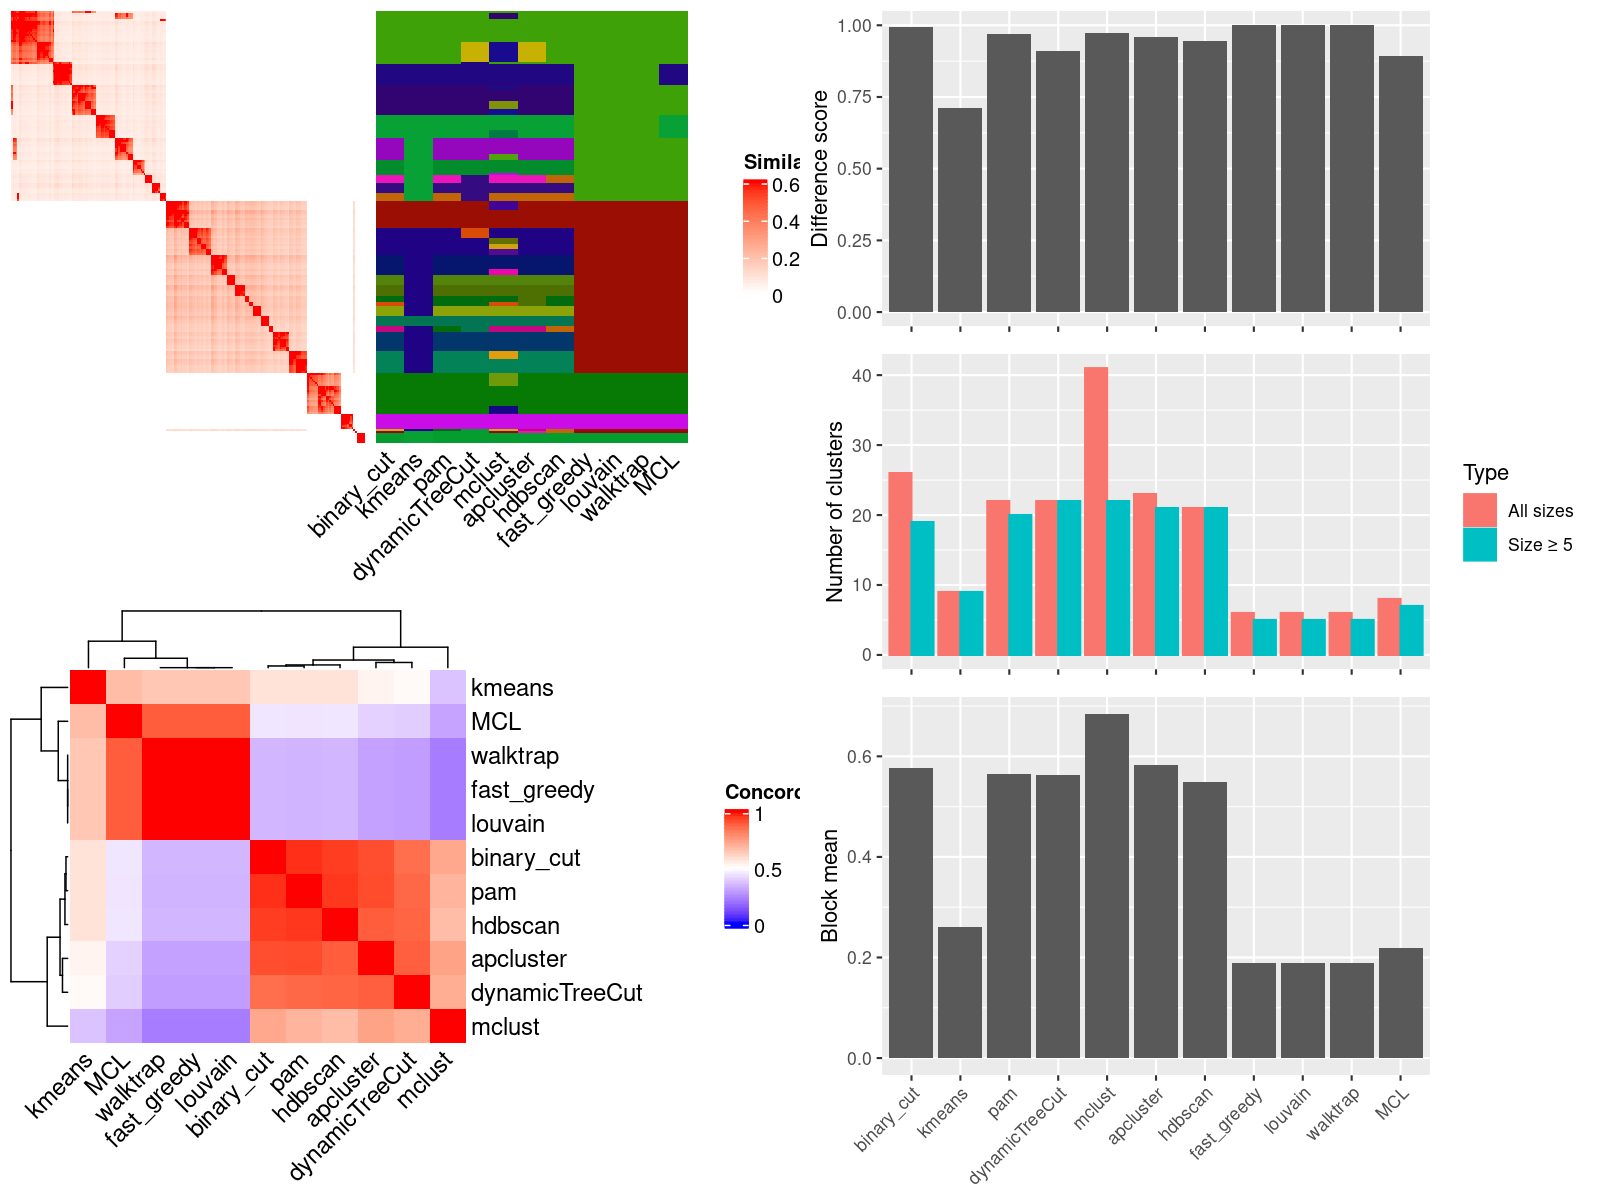 Simila
0.6
0.4
0.2
0
binary_cut
kmeans
pam
dynamicTreeCut
mclust
apcluster
hdbscan
fast_greedy
louvain
walktrap
MCL
kmeans
MCL
walktrap
fast_greedy
louvain
binary_cut
pam
hdbscan
apcluster
dynamicTreeCut
mclust
kmeans
MCL
walktrap
fast_greedy
louvain
binary_cut
pam
hdbscan
apcluster
dynamicTreeCut
mclust
Concord
1
0.5
0
Difference score
1.00
0.75
0.50
0.25
0.00
Number of clusters
40
30
20
10
0
Type
All sizes
Size ≥ 5
Block mean
0.6
0.4
0.2
0.0
binary_cut
kmeans
pam
dynamicTreeCut
mclust
apcluster
hdbscan
fast_greedy
louvain
walktrap
MCL